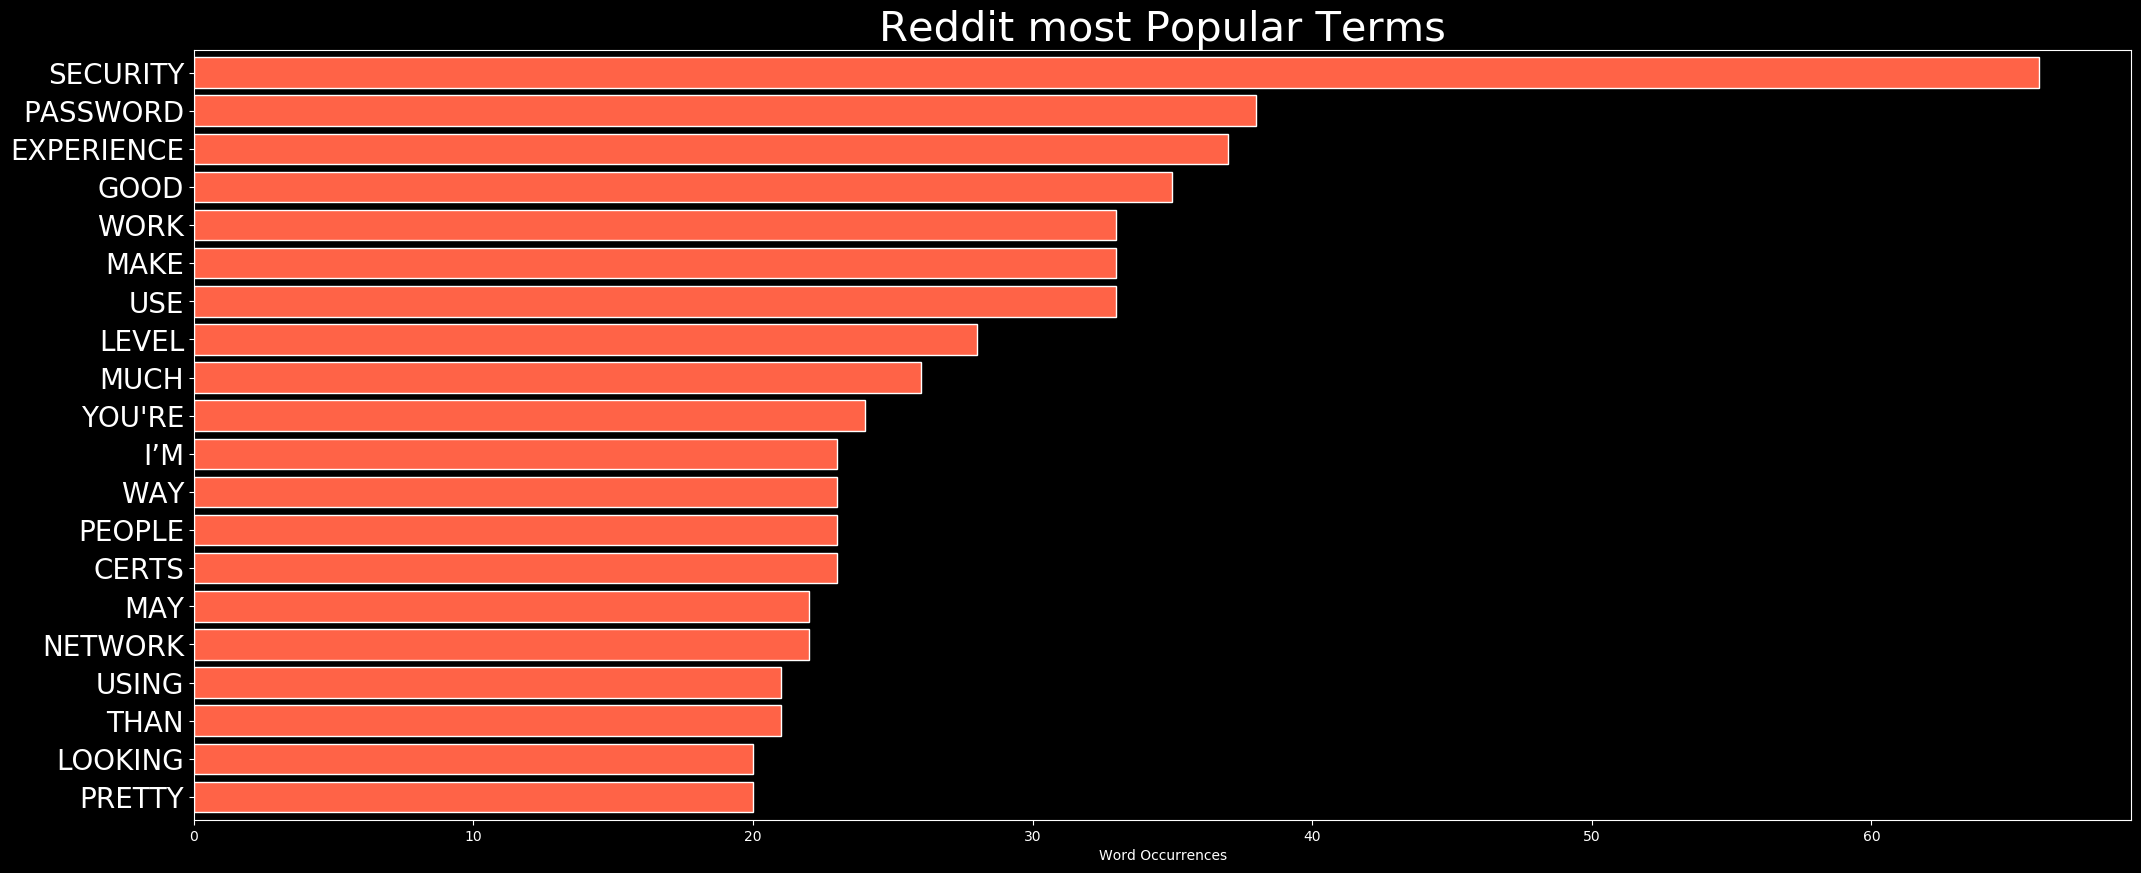 Reddit most Popular Terms
SECURITY
PASSWORD
EXPERIENCE
GOOD
WORK
MAKE
USE
LEVEL
MUCH
YOU'RE
I’M
WAY
PEOPLE
CERTS
MAY
NETWORK
USING
THAN
LOOKING
PRETTY
0 10 20 30 40 50 60
Word Occurrences